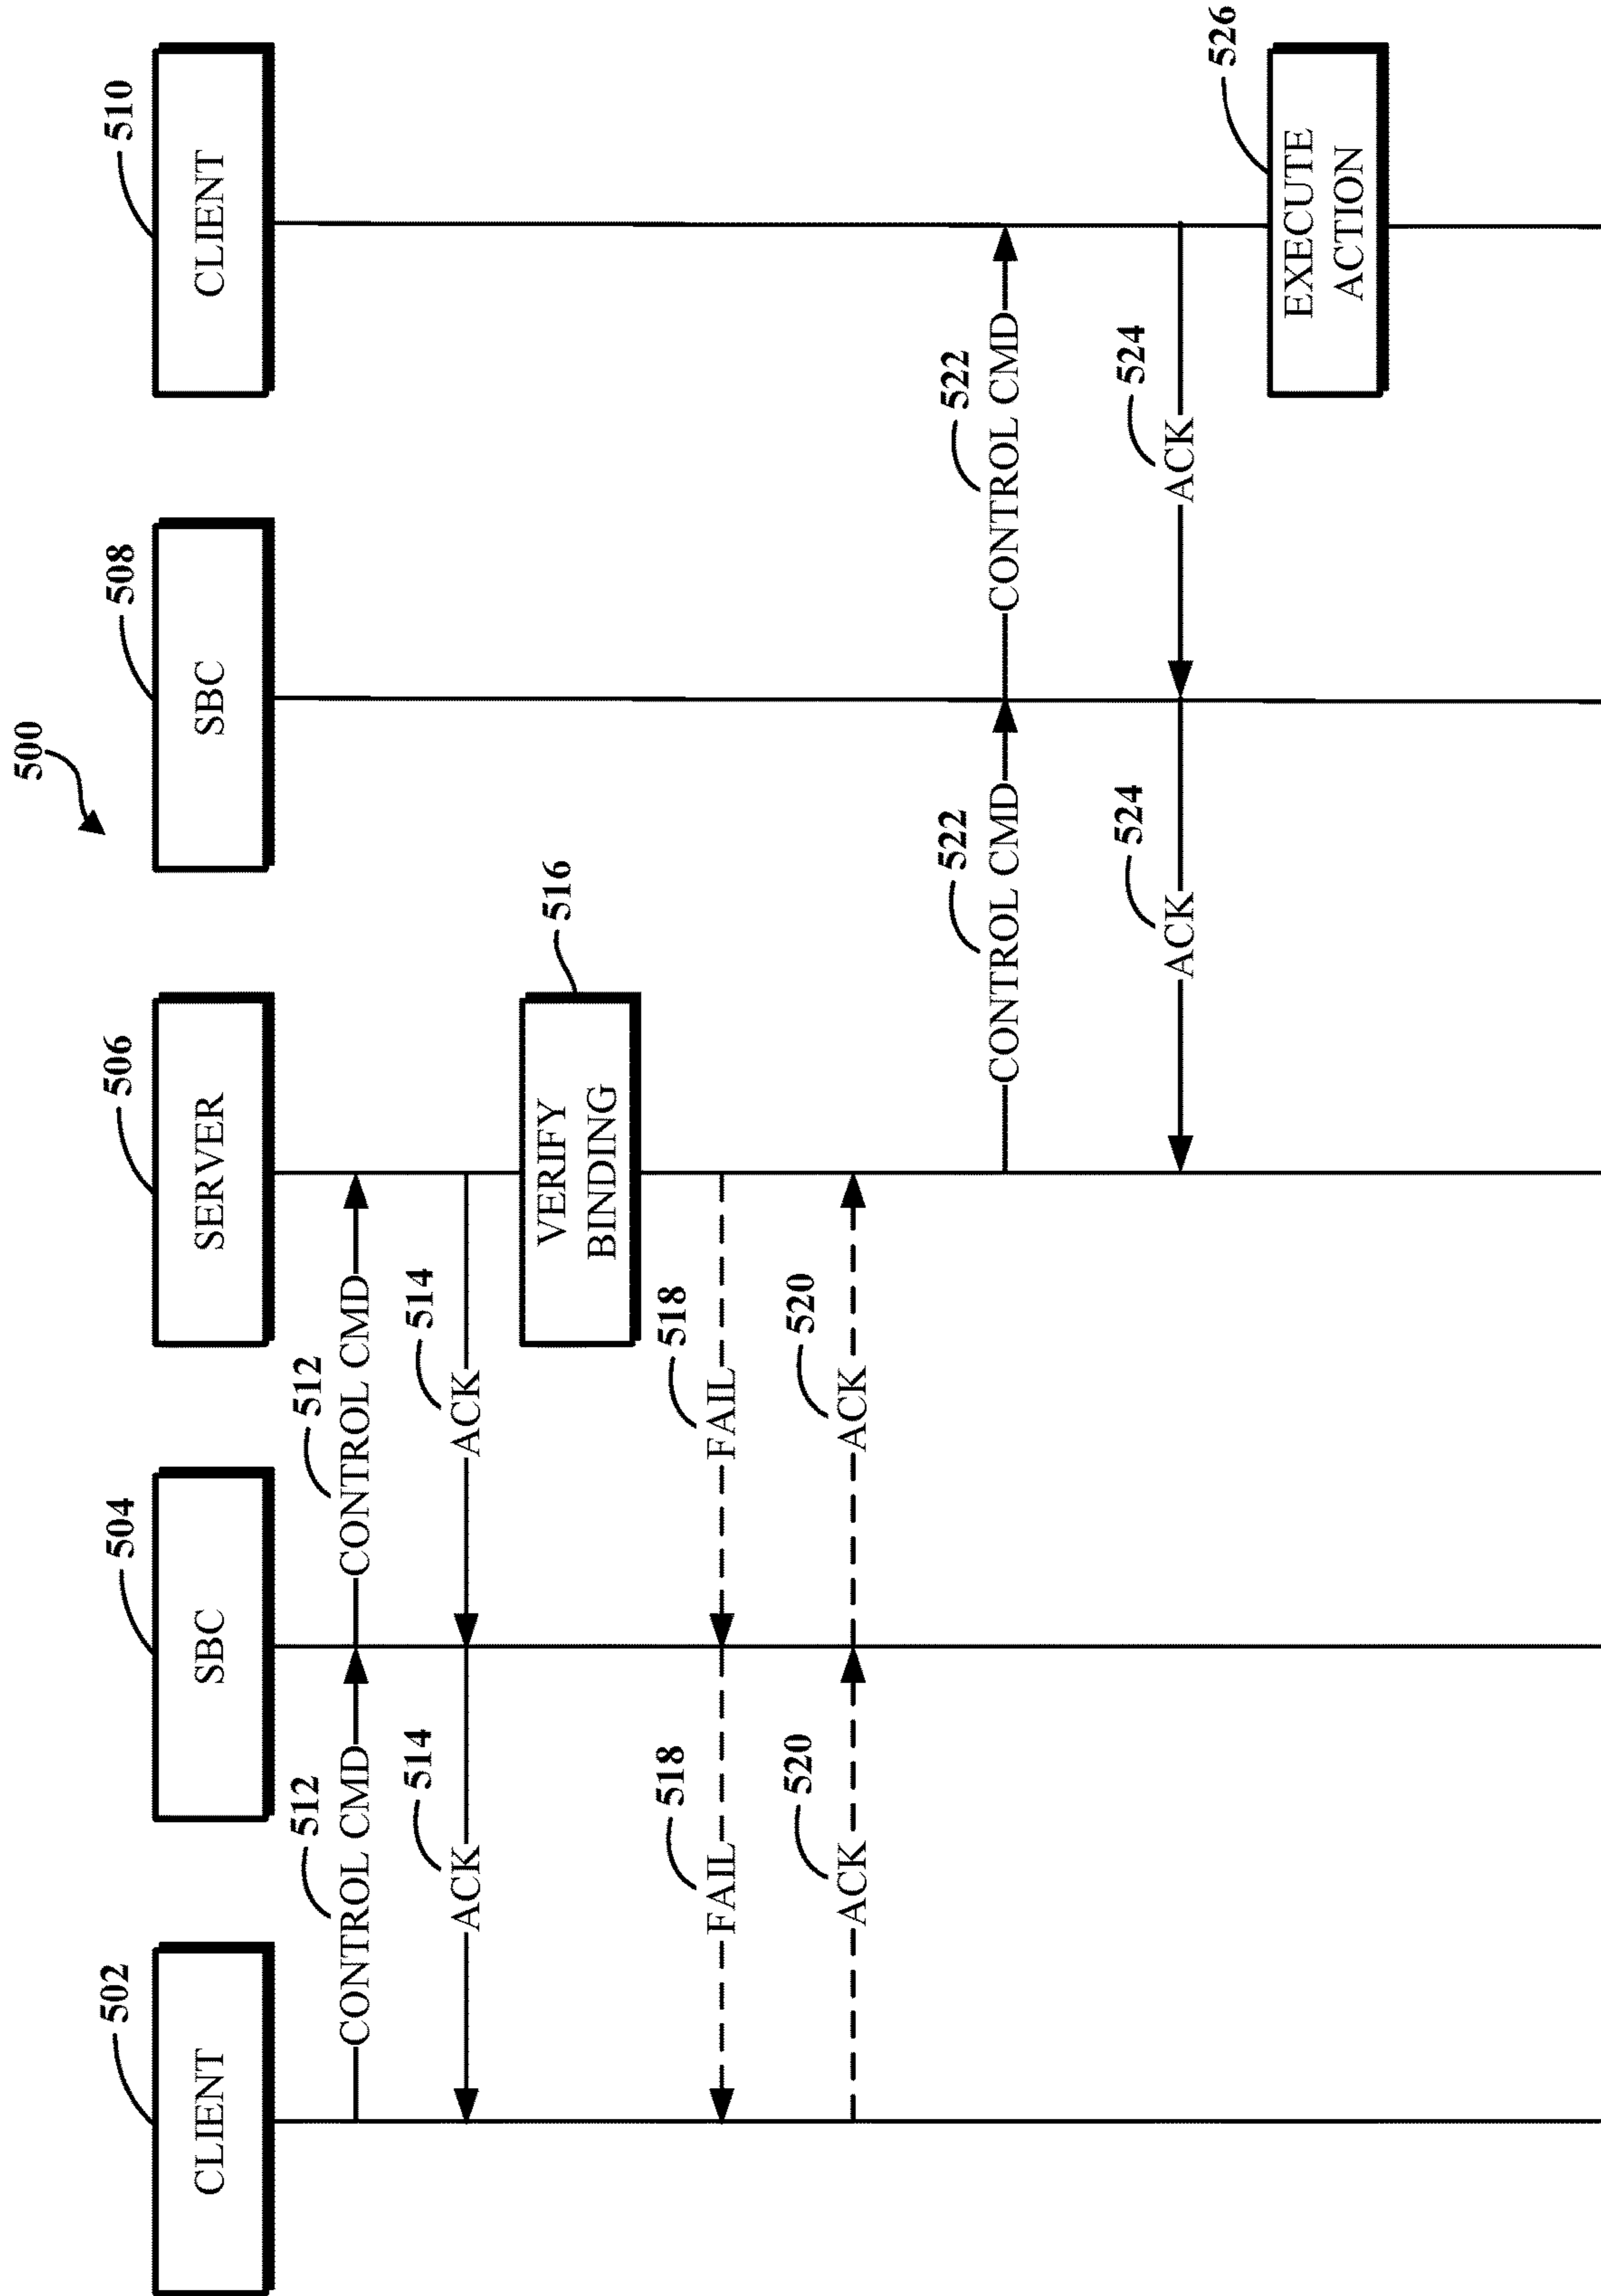 500
502
504
506
508
510
CLIENT
SBC
SERVER
SBC
CLIENT
512
512
CONTROL CMD
CONTROL CMD
514
514
ACK
ACK
516
VERIFY
BINDING
518
518
FAIL
FAIL
520
520
ACK
ACK
522
522
CONTROL CMD
CONTROL CMD
524
524
ACK
ACK
526
EXECUTE
ACTION